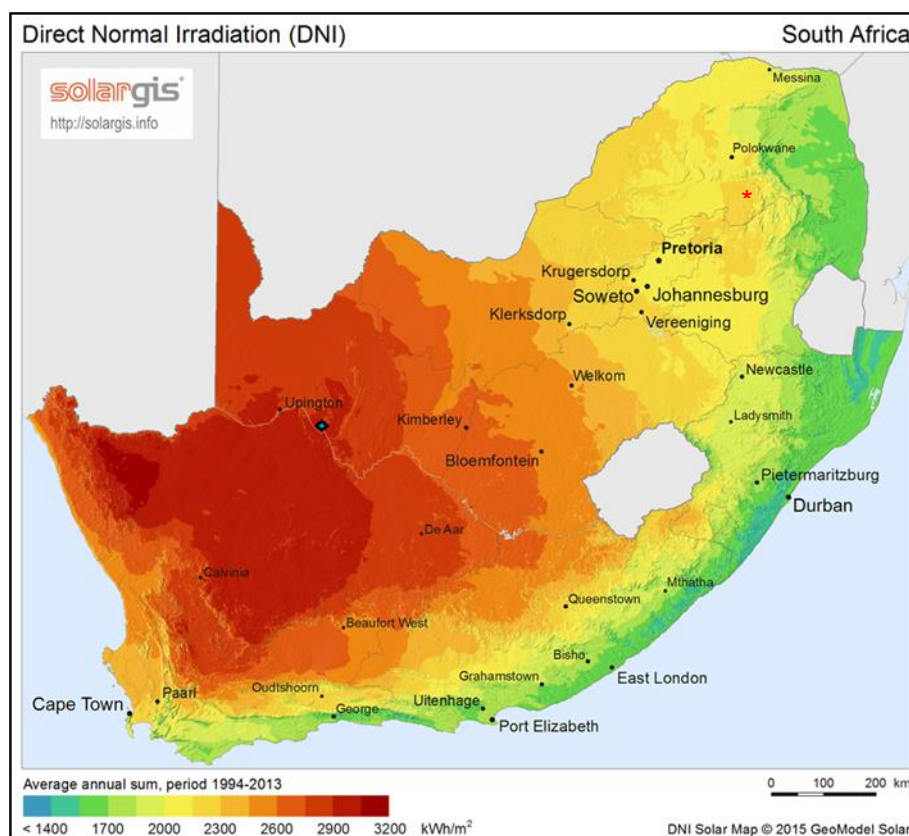 Direct Normal Irradiation (DNI)
South Africa
solargis
http://solargis.info
Messina
Polokwane
*
Pretoria
Krugersdorp
Soweto
Johannesburg
Klerksdorp
Vereeniging
Welkom
Newcastle
Upington
Kimberley
Ladysmith
Bloemfontein
Pietermaritzburg
Durban
De Aar
Calvinia
Mthatha
Queenstown
Beaufort West
Bisho
East London
Grahamstown
Oudtshoorn
Paarl
Uitenhage
Cape Town
George
Port Elizabeth
Average annual sum, period 1994-2013
0 100 200 km
< 1400 1700 2000 2300 2600 2900 3200 kWh/m²
DNI Solar Map © 2015 GeoModel Solar